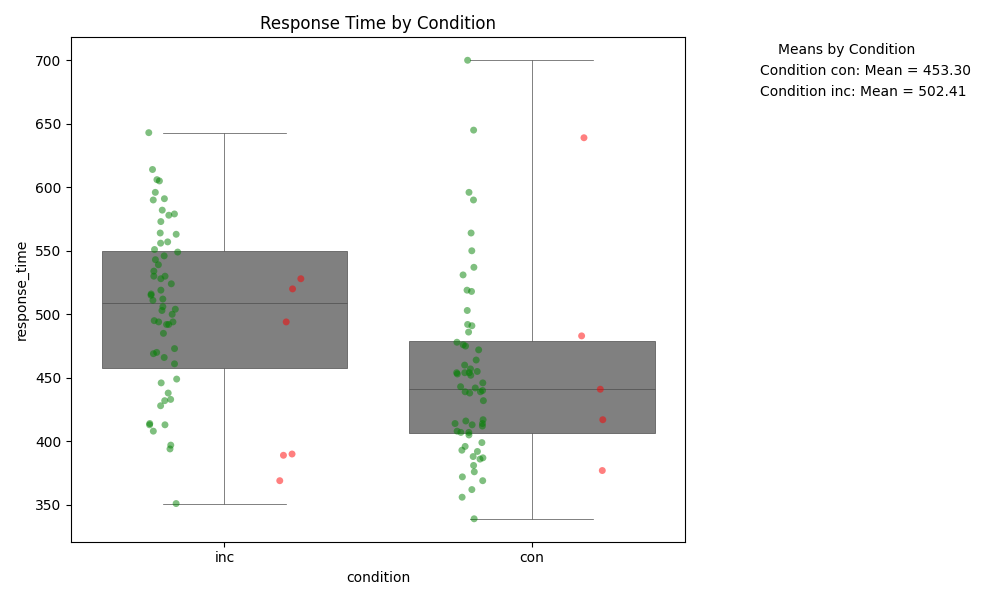 Response Time by Condition
Means by Condition
Condition con: Mean = 453.30
Condition inc: Mean = 502.41
700
650
600
550
500
450
400
350
response_time
inc
con
condition